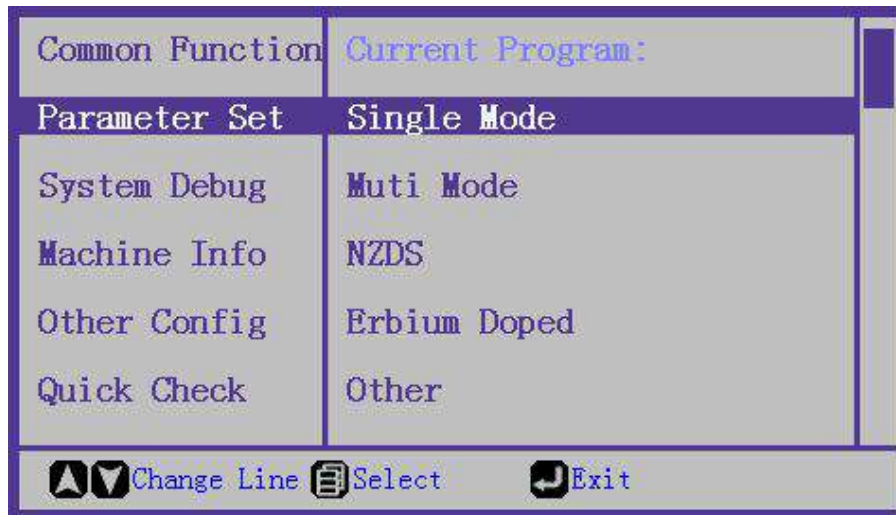 Common Function Current Program:
Parameter Set Single Mode
System Debug Muti Mode
Machine Info NZDS
Other Config Erbium Doped
Quick Check Other
Change Line Select Exit